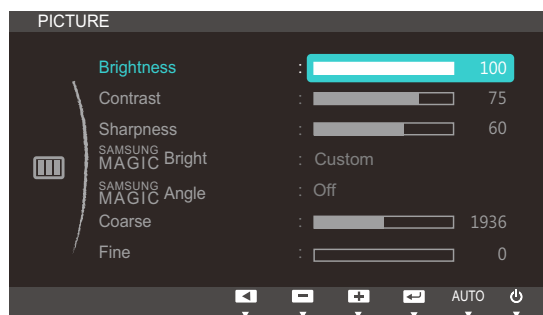 PICTURE
Brightness : 100
Contrast : 75
Sharpness : 60
SAMSUNG MAGIC Bright : Custom
SAMSUNG MAGIC Angle : Off
Coarse : 1936
Fine : 0
AUTO